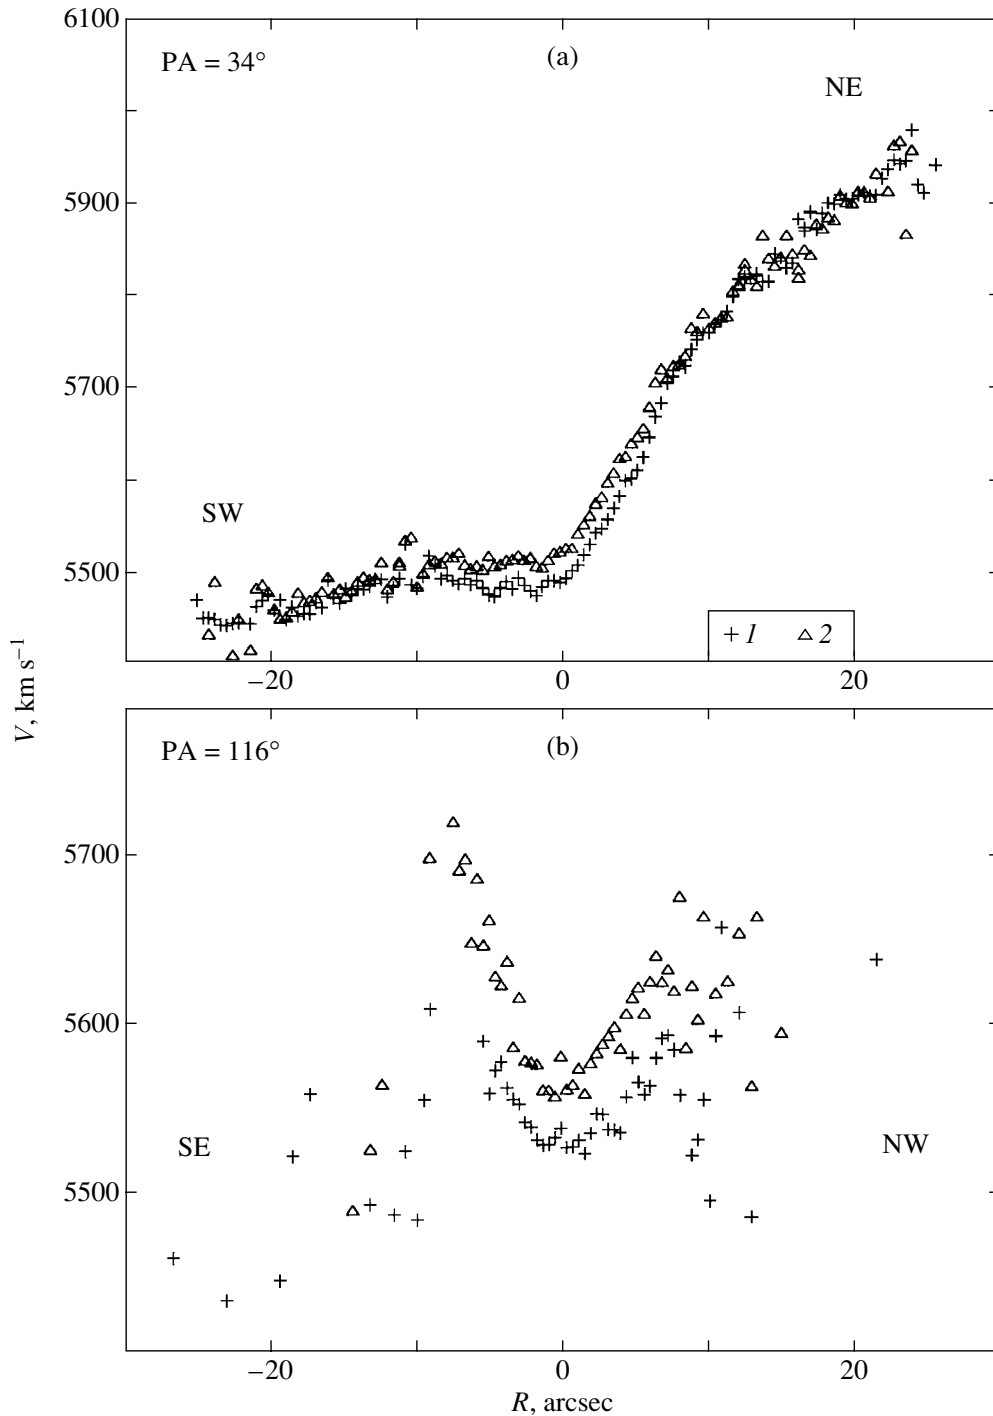 6100
PA = 34°
(a)
NE
5900
5700
SW
5500
1 2
−20 0 20
V, km s−1
PA = 116°
(b)
5700
5600
SE
NW
5500
−20 0 20
R, arcsec